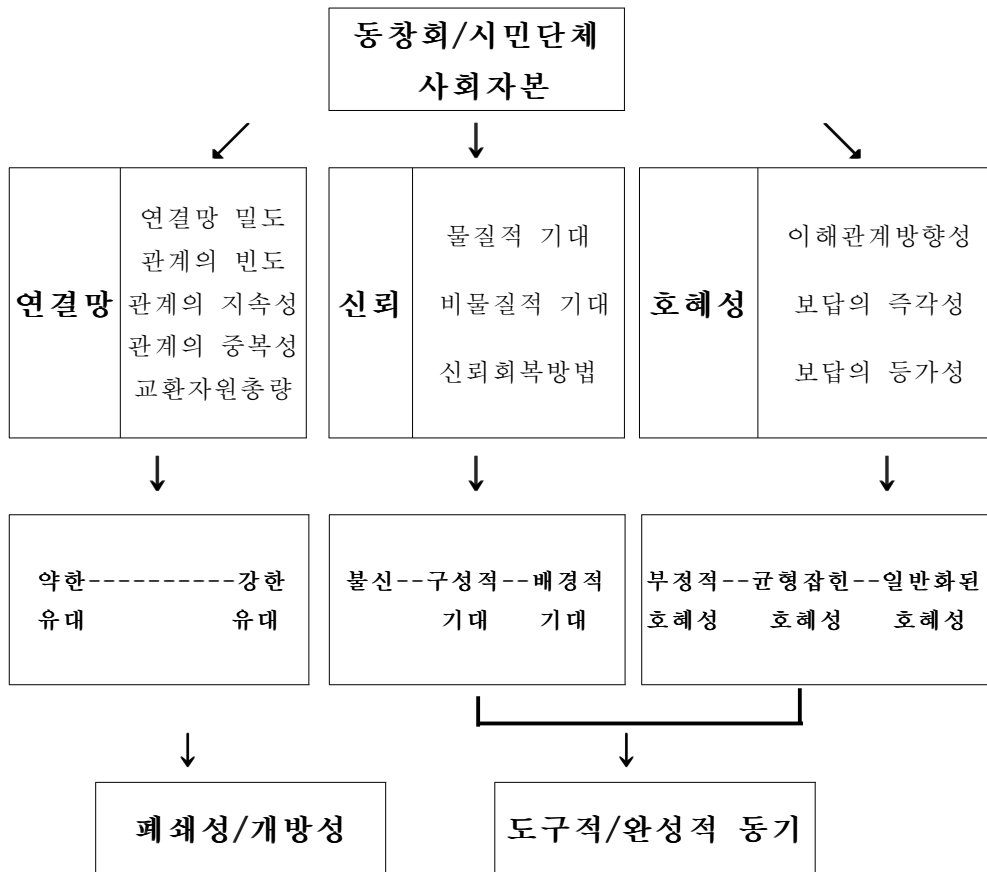 동창회/시민단체
사회자본
연결망
연결망 밀도
관계의 빈도
관계의 지속성
관계의 중복성
교환자원총량
신뢰
물질적 기대
비물질적 기대
신뢰회복방법
호혜성
이해관계방향성
보답의 즉각성
보답의 등가성
약한----------강한
유대 유대
불신--구성적--배경적
기대 기대
부정적--균형잡힌--일반화된
호혜성 호혜성 호혜성
폐쇄성/개방성
도구적/완성적 동기